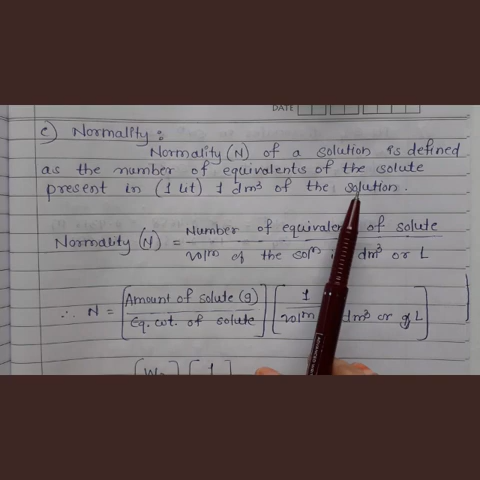 DATE
c) Normality :
Normality (N) of a solution is defined
as the number of equivalents of the solute
present in (1 lit) 1 dm³ of the solution.
Normality (N) = Number of equivalent of solute
volᵐ of the solⁿ dm³ or L
∴ N = [Amount of solute (g)] [1]
[Eq. wt. of solute] [volᵐ dm³ or L]
[W [1